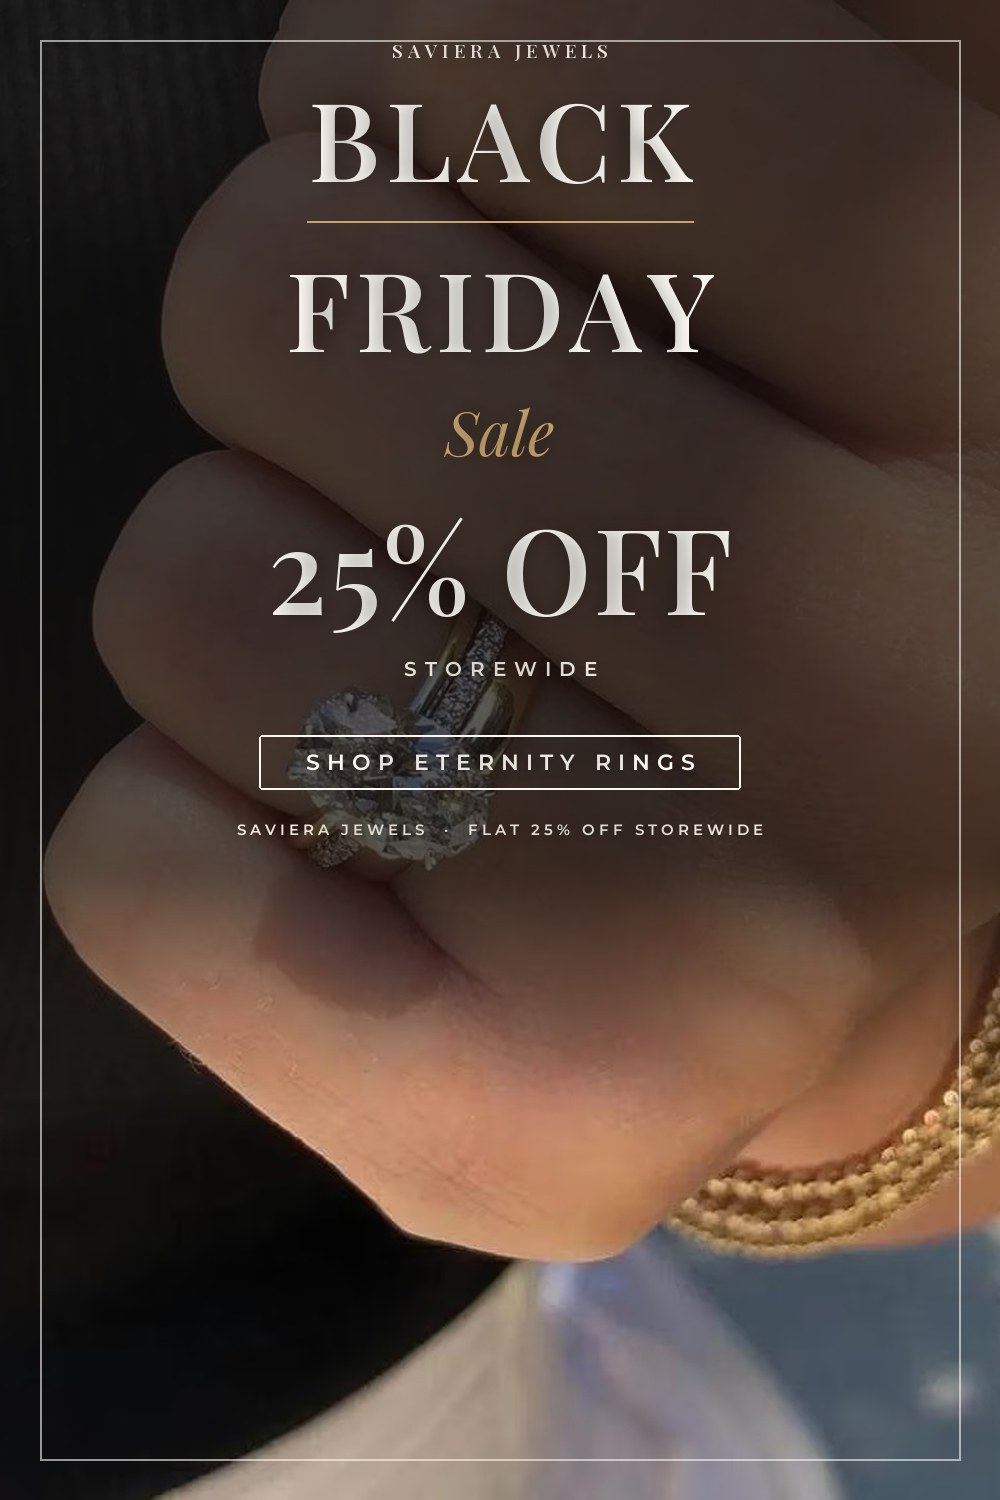 SAVIERA JEWELS
BLACK
FRIDAY
Sale
25% OFF
STOREWIDE
SHOP ETERNITY RINGS
SAVIERA JEWELS · FLAT 25% OFF STOREWIDE